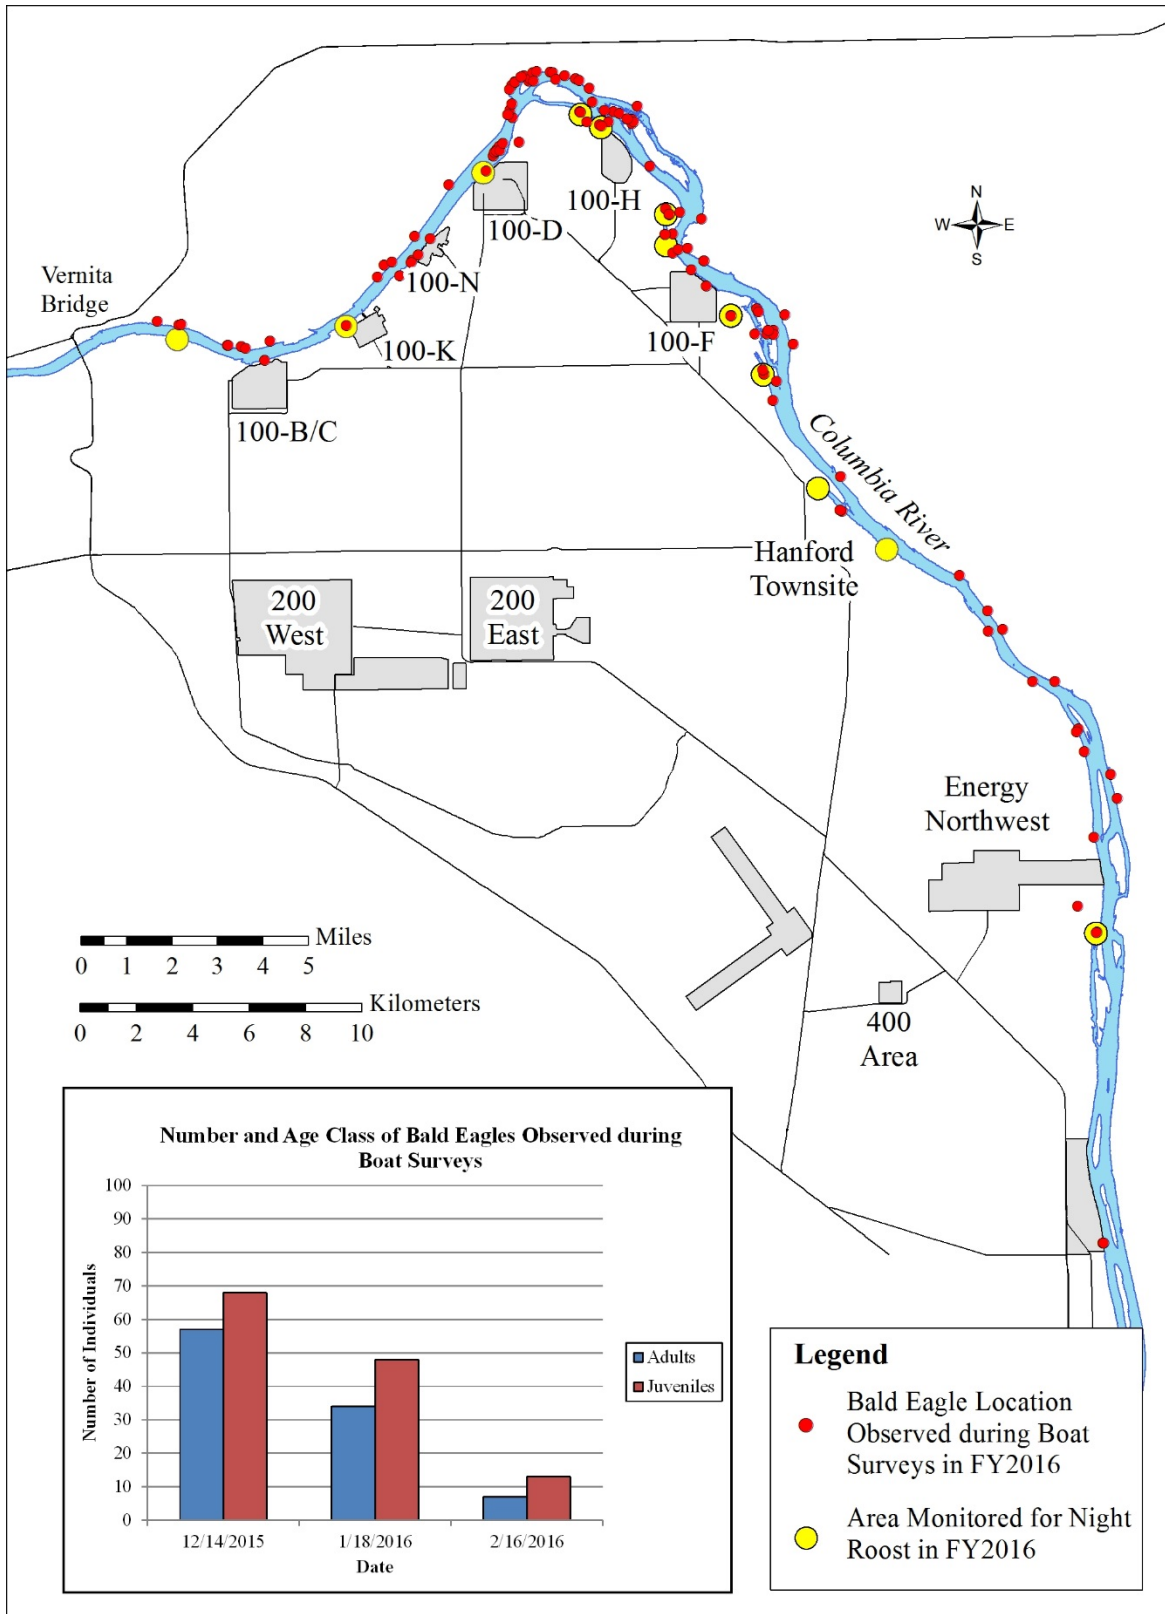 N
W E
S
100-H
100-D
100-N
Vernita
Bridge
100-K
100-F
100-B/C
Columbia River
Hanford
Townsite
200
West
200
East
Energy
Northwest
Miles
0 1 2 3 4 5
Kilometers
0 2 4 6 8 10
400
Area
Number and Age Class of Bald Eagles Observed during
Boat Surveys
Number of Individuals
100
90
80
70
60
50
40
30
20
10
0
12/14/2015 1/18/2016 2/16/2016
Date
Adults
Juveniles
Legend
Bald Eagle Location
Observed during Boat
Surveys in FY2016
Area Monitored for Night
Roost in FY2016